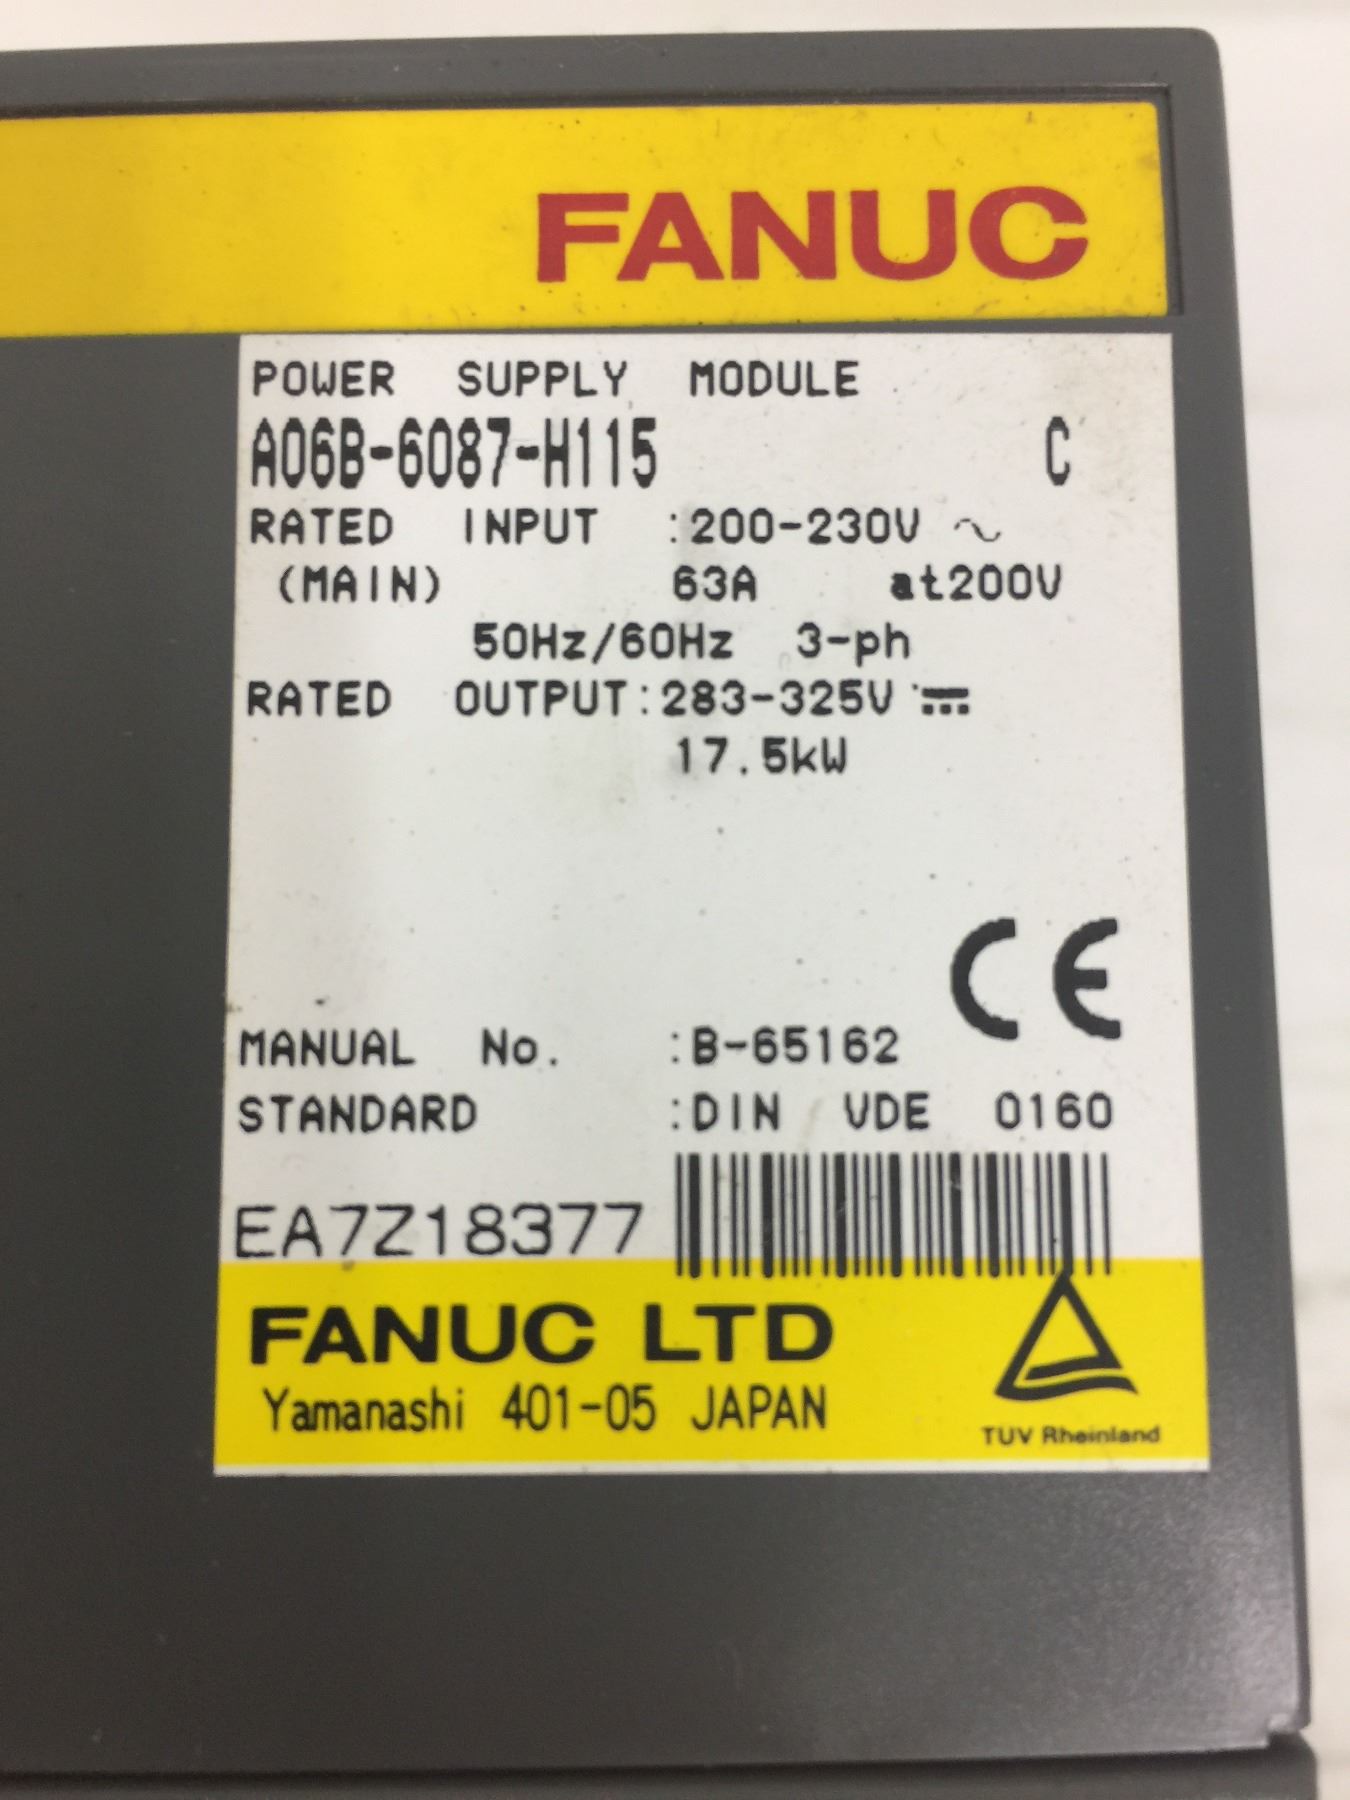 FANUC
POWER SUPPLY MODULE
A06B-6087-H115 C
RATED INPUT :200-230V ~
(MAIN) 63A at200V
50Hz/60Hz 3-ph
RATED OUTPUT:283-325V ⎓
17.5kW
CE
MANUAL No. :B-65162
STANDARD :DIN VDE 0160
EA7Z18377
FANUC LTD
Yamanashi 401-05 JAPAN
TUV Rheinland